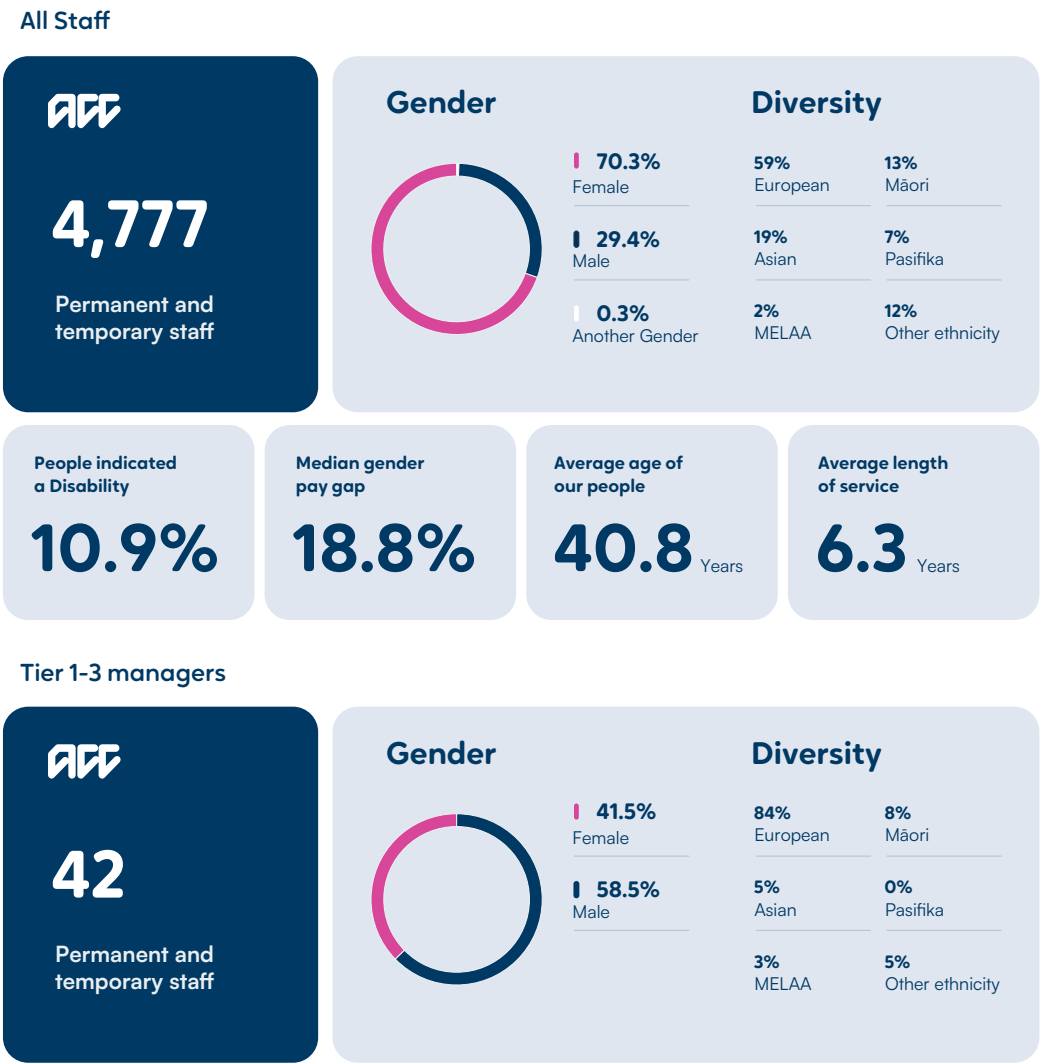 All Staff
ACC
4,777
Permanent and
temporary staff
Gender
70.3%
Female
29.4%
Male
0.3%
Another Gender
Diversity
59%
European
13%
Māori
19%
Asian
7%
Pasifika
2%
MELAA
12%
Other ethnicity
People indicated
a Disability
10.9%
Median gender
pay gap
18.8%
Average age of
our people
40.8 Years
Average length
of service
6.3 Years
Tier 1-3 managers
ACC
42
Permanent and
temporary staff
Gender
41.5%
Female
58.5%
Male
Diversity
84%
European
8%
Māori
5%
Asian
0%
Pasifika
3%
MELAA
5%
Other ethnicity